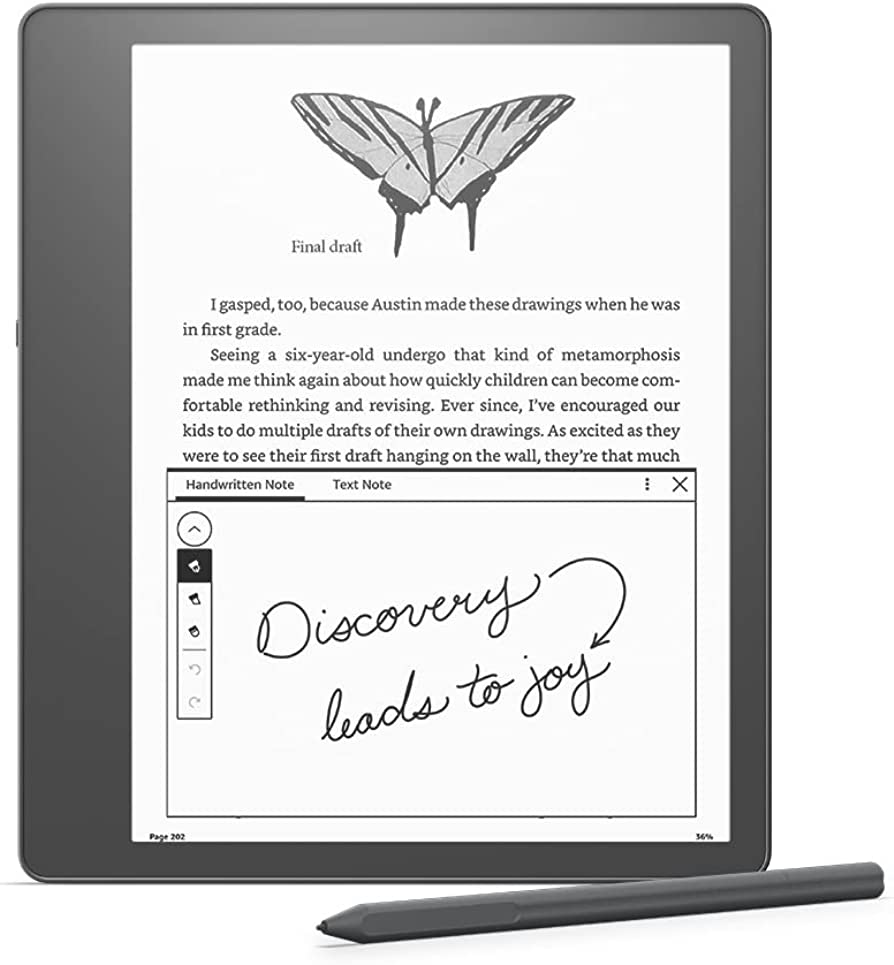 Final draft
I gasped, too, because Austin made these drawings when he was
in first grade.
Seeing a six-year-old undergo that kind of metamorphosis
made me think again about how quickly children can become com-
fortable rethinking and revising. Ever since, I've encouraged our
kids to do multiple drafts of their own drawings. As excited as they
were to see their first draft hanging on the wall, they're that much
Handwritten Note Text Note
Discovery
leads to joy
Page 202 36%